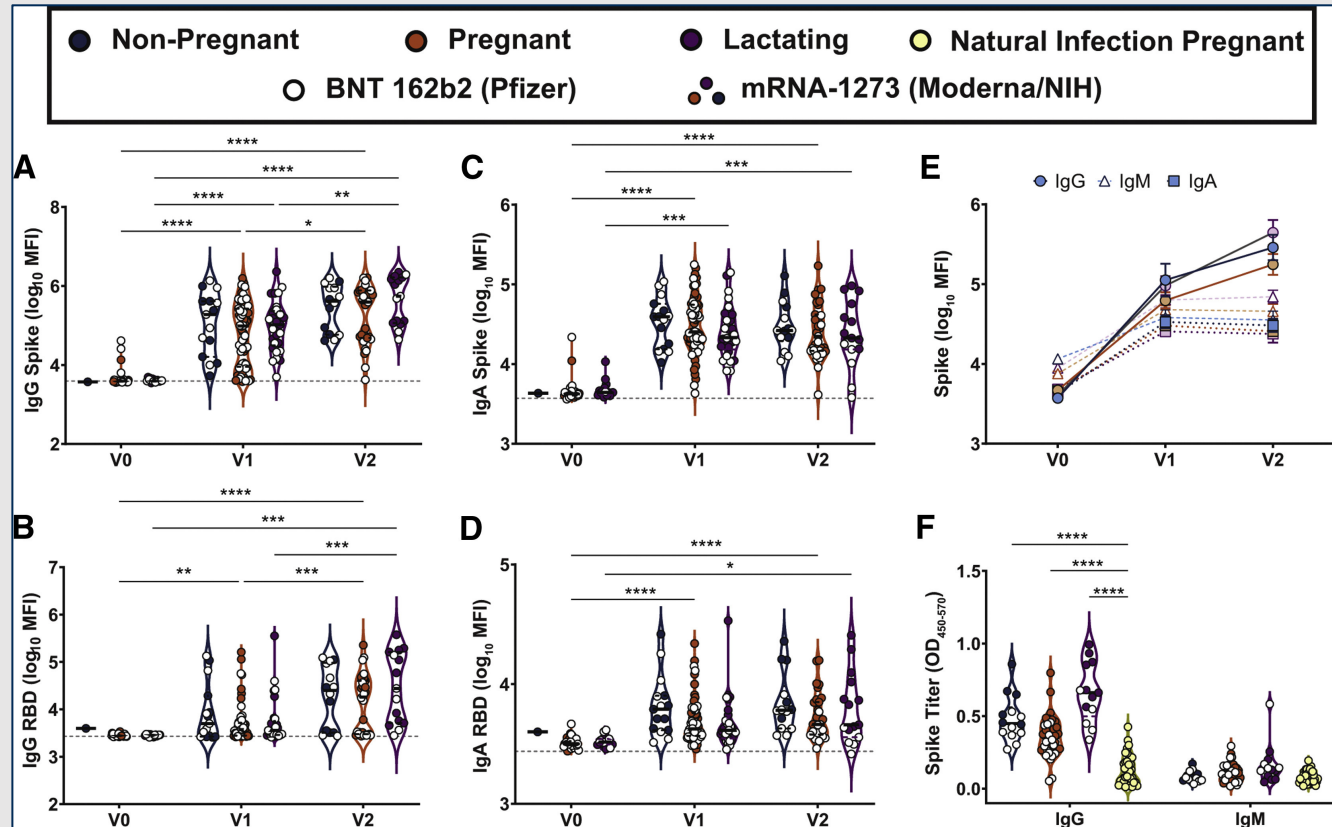 Non-Pregnant Pregnant Lactating Natural Infection Pregnant
BNT 162b2 (Pfizer) mRNA-1273 (Moderna/NIH)
A
****
****
**** **
**** *
IgG Spike (log10 MFI)
8
6
4
2
V0 V1 V2
C
****
***
****
***
IgA Spike (log10 MFI)
6
5
4
3
V0 V1 V2
E
IgG IgM IgA
Spike (log10 MFI)
6
5
4
3
V0 V1 V2
B
****
***
***
** ***
IgG RBD (log10 MFI)
7
6
5
4
3
2
V0 V1 V2
D
****
*
****
IgA RBD (log10 MFI)
5
4
3
V0 V1 V2
F
****
****
****
Spike Titer (OD450-570)
1.5
1.0
0.5
0.0
IgG IgM